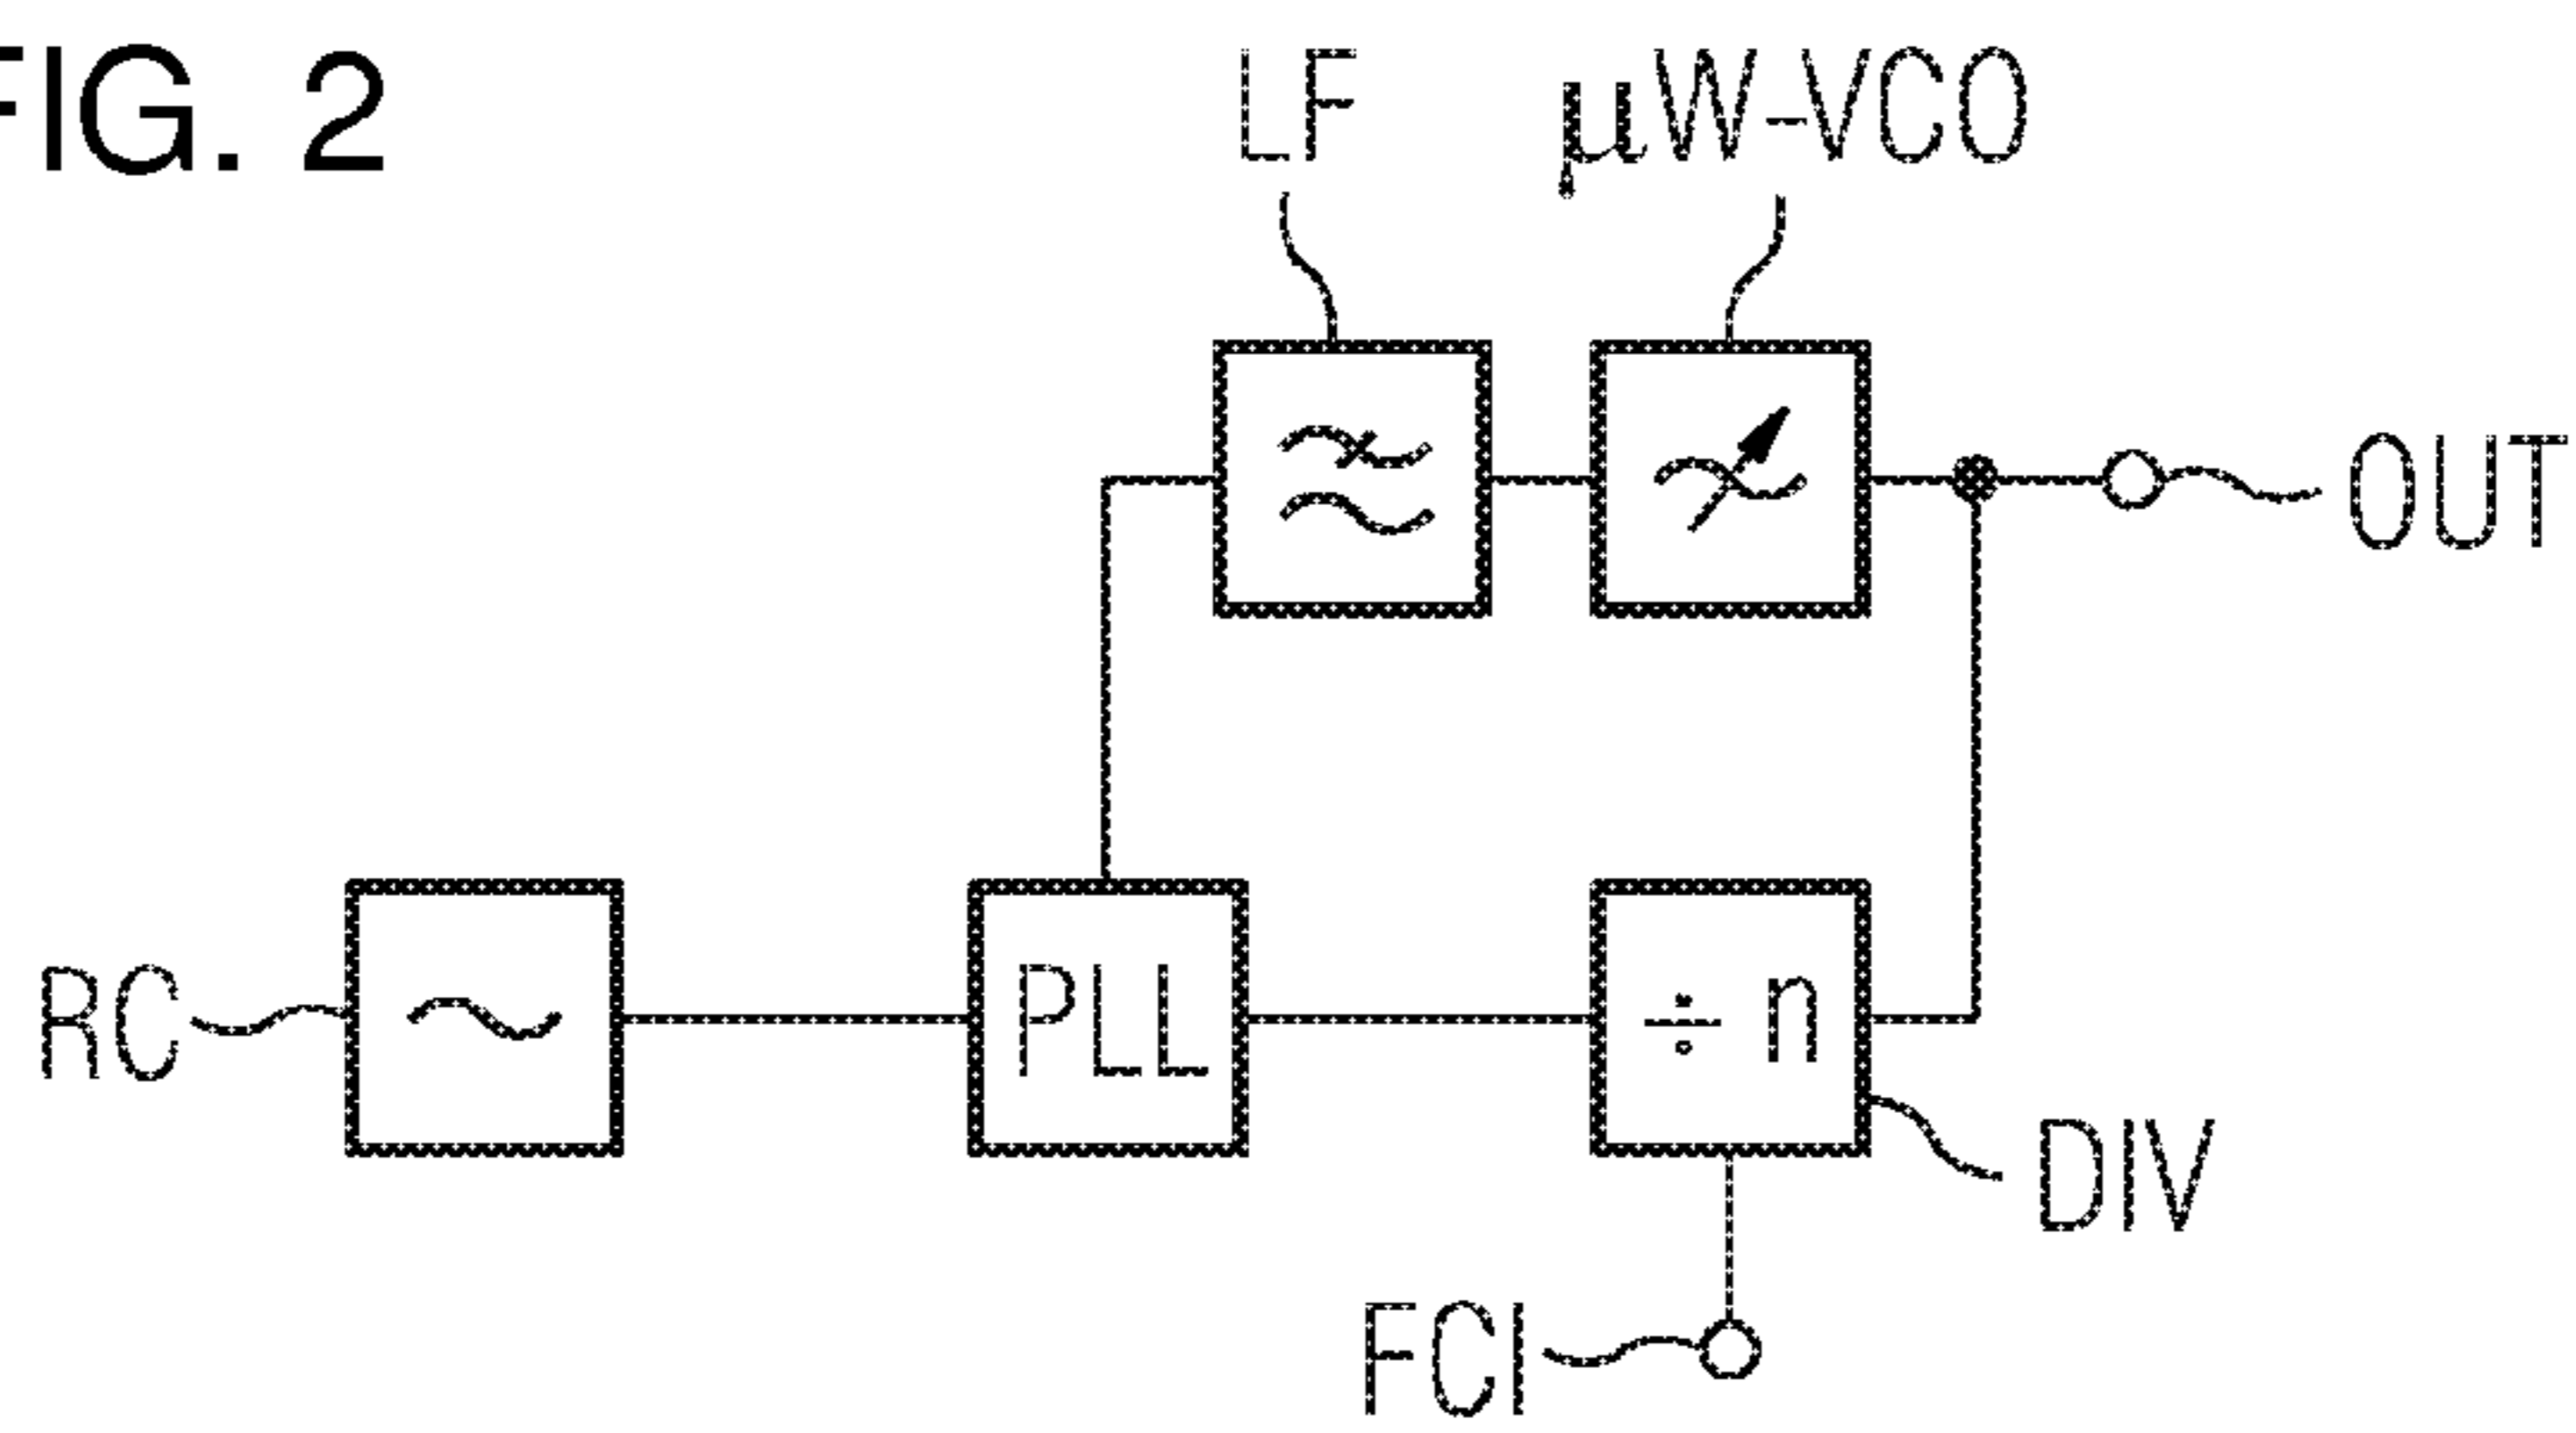 FIG. 2
LF
μW-VCO
OUT
RC
PLL
÷ n
DIV
FCI